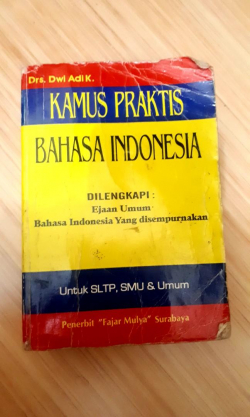 Drs. Dwi Adi K.
KAMUS PRAKTIS
BAHASA INDONESIA
DILENGKAPI :
Ejaan Umum
Bahasa Indonesia Yang disempurnakan
Untuk SLTP, SMU & Umum
Penerbit "Fajar Mulya" Surabaya